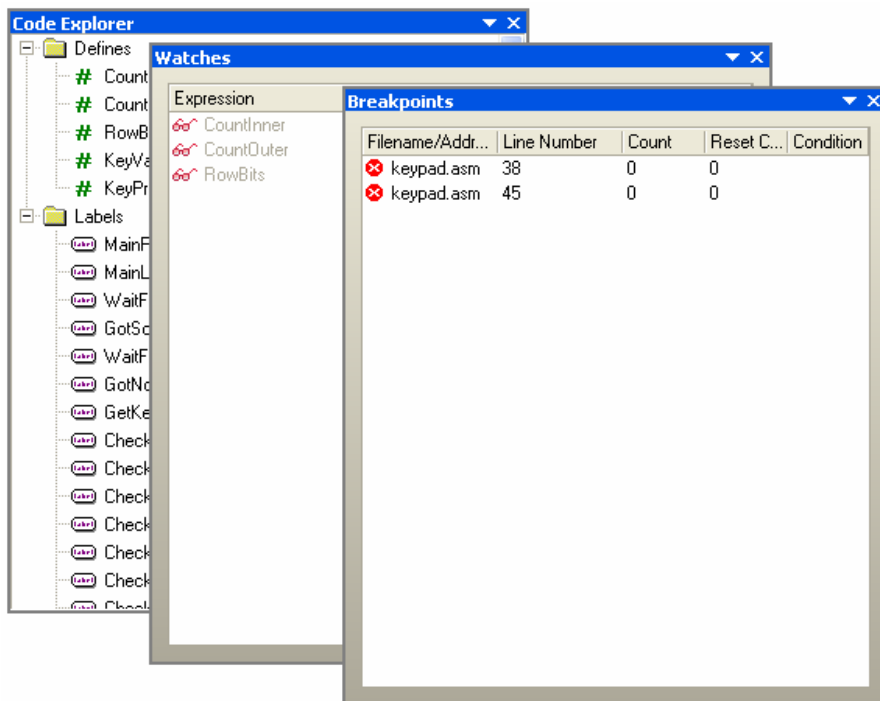 Code Explorer
Defines
# Count
# Count
# RowB
# KeyVa
# KeyPr
Labels
MainF
MainL
WaitF
GotSc
WaitF
GotNo
GetKe
Check
Check
Check
Check
Check
Check
Watches
Expression
CountInner
CountOuter
RowBits
Breakpoints
Filename/Addr... Line Number Count Reset C... Condition
keypad.asm 38 0 0
keypad.asm 45 0 0